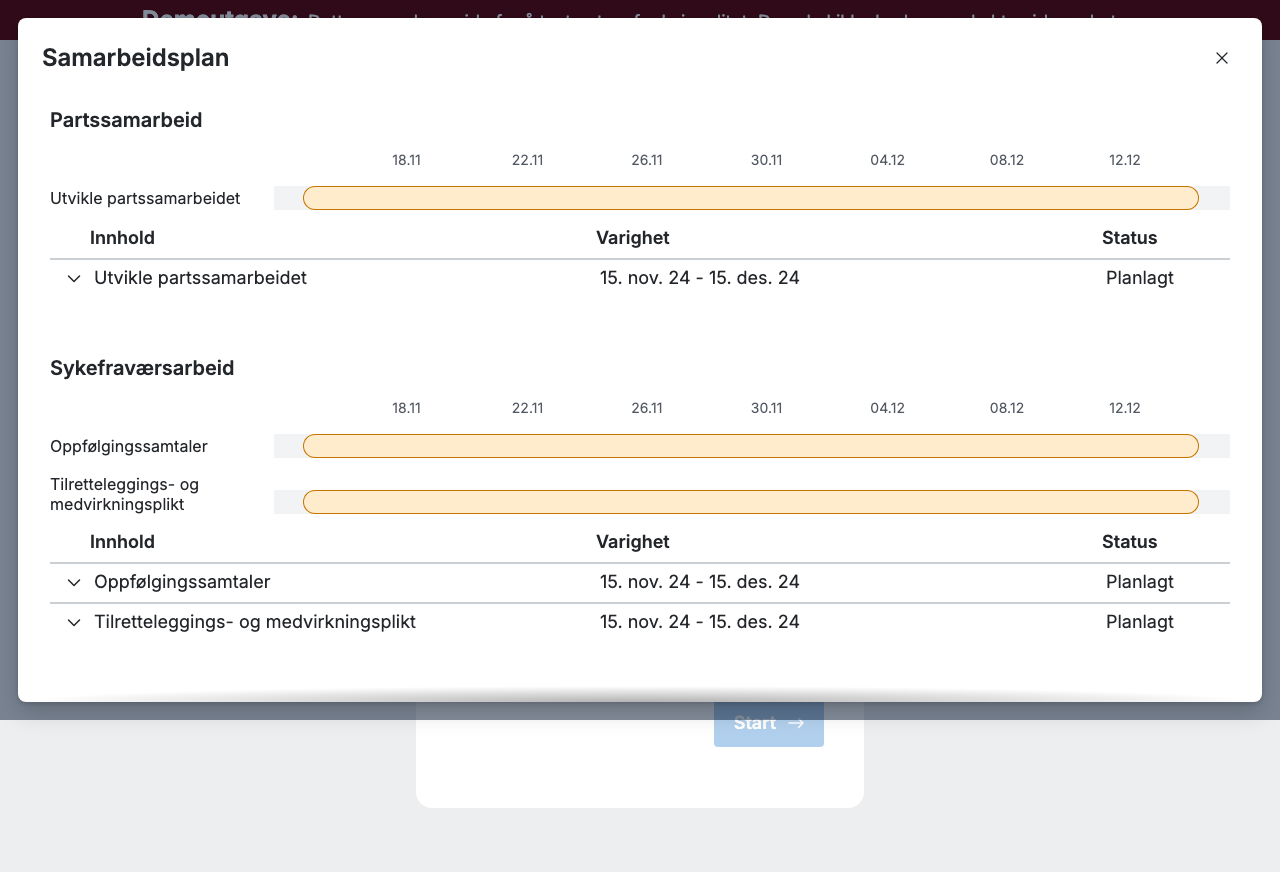 Samarbeidsplan
Partssamarbeid
18.11 22.11 26.11 30.11 04.12 08.12 12.12
Utvikle partssamarbeidet
Innhold Varighet Status
Utvikle partssamarbeidet 15. nov. 24 - 15. des. 24 Planlagt
Sykefraværsarbeid
18.11 22.11 26.11 30.11 04.12 08.12 12.12
Oppfølgingssamtaler
Tilretteleggings- og
medvirkningsplikt
Innhold Varighet Status
Oppfølgingssamtaler 15. nov. 24 - 15. des. 24 Planlagt
Tilretteleggings- og medvirkningsplikt 15. nov. 24 - 15. des. 24 Planlagt
Start